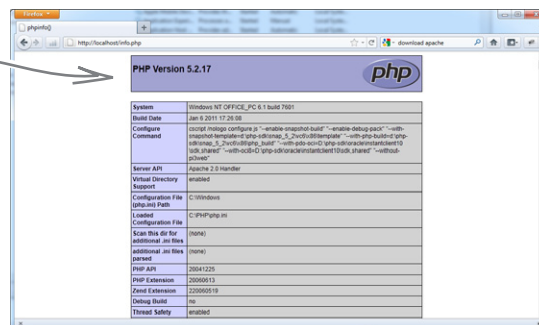 Firefox
phpinfo()
http://localhost/info.php
download apache
PHP Version 5.2.17
php
System Windows NT OFFICE_PC 6.1 build 7601
Build Date Jan 6 2011 17:26:08
Configure Command cscript /nologo configure.js "--enable-snapshot-build" "--enable-debug-pack" "--with-
snapshot-template=d:\php-sdk\snap_5_2\vc6\x86\template" "--with-php-build=d:\php-
sdk\snap_5_2\vc6\x86\php_build" "--with-pdo-oci=D:\php-sdk\oracle\instantclient10
\sdk,shared" "--with-oci8=D:\php-sdk\oracle\instantclient10\sdk,shared" "--without-
pi3web"
Server API Apache 2.0 Handler
Virtual Directory Support enabled
Configuration File (php.ini) Path C:\Windows
Loaded Configuration File C:\PHP\php.ini
Scan this dir for additional .ini files (none)
additional .ini files parsed (none)
PHP API 20041225
PHP Extension 20060613
Zend Extension 220060519
Debug Build no
Thread Safety enabled